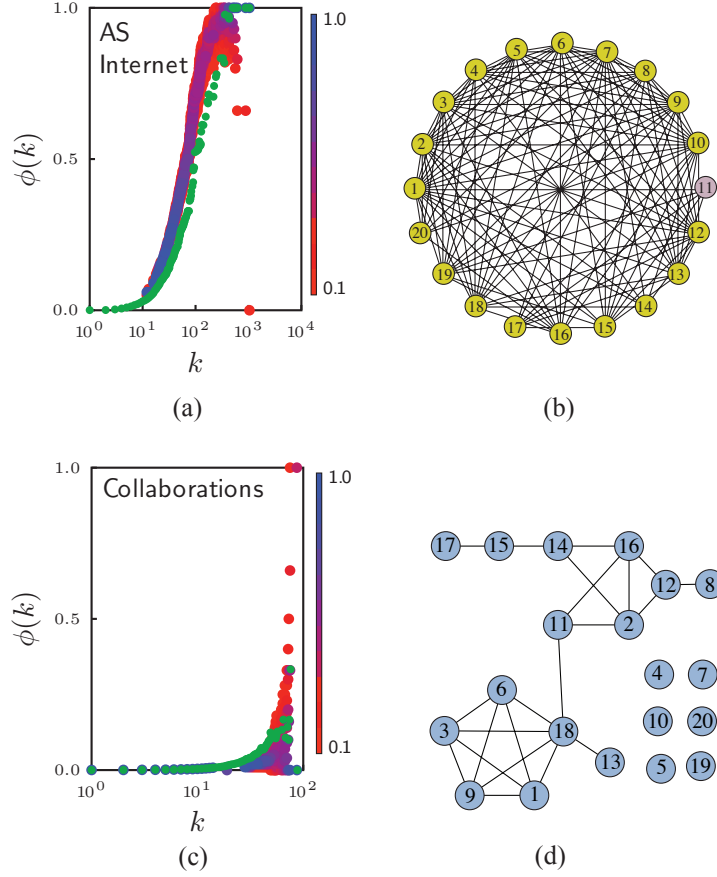 AS
Internet
1.0
0.5
0.0
10^0 10^1 10^2 10^3 10^4
k
ϕ(k)
1.0
0.1
(a)
6
5
7
4
8
3
9
2
10
1
11
20
12
19
13
18
14
17
16
15
(b)
Collaborations
1.0
0.5
0.0
10^0 10^1 10^2
k
ϕ(k)
1.0
0.1
(c)
17 15 14 16
12 8
11 2
4 7
6
3 18
10 20
13
5 19
9 1
(d)